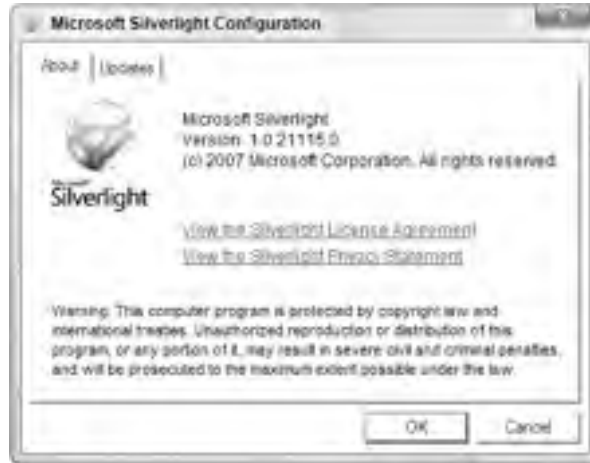 Microsoft Silverlight Configuration
About Updates
Microsoft Silverlight
Version: 1.0.21115.0
(c) 2007 Microsoft Corporation. All rights reserved.
Microsoft
Silverlight
View the Silverlight License Agreement
View the Silverlight Privacy Statement
Warning: This computer program is protected by copyright law and
international treaties. Unauthorized reproduction or distribution of this
program, or any portion of it, may result in severe civil and criminal penalties,
and will be prosecuted to the maximum extent possible under the law
OK Cancel